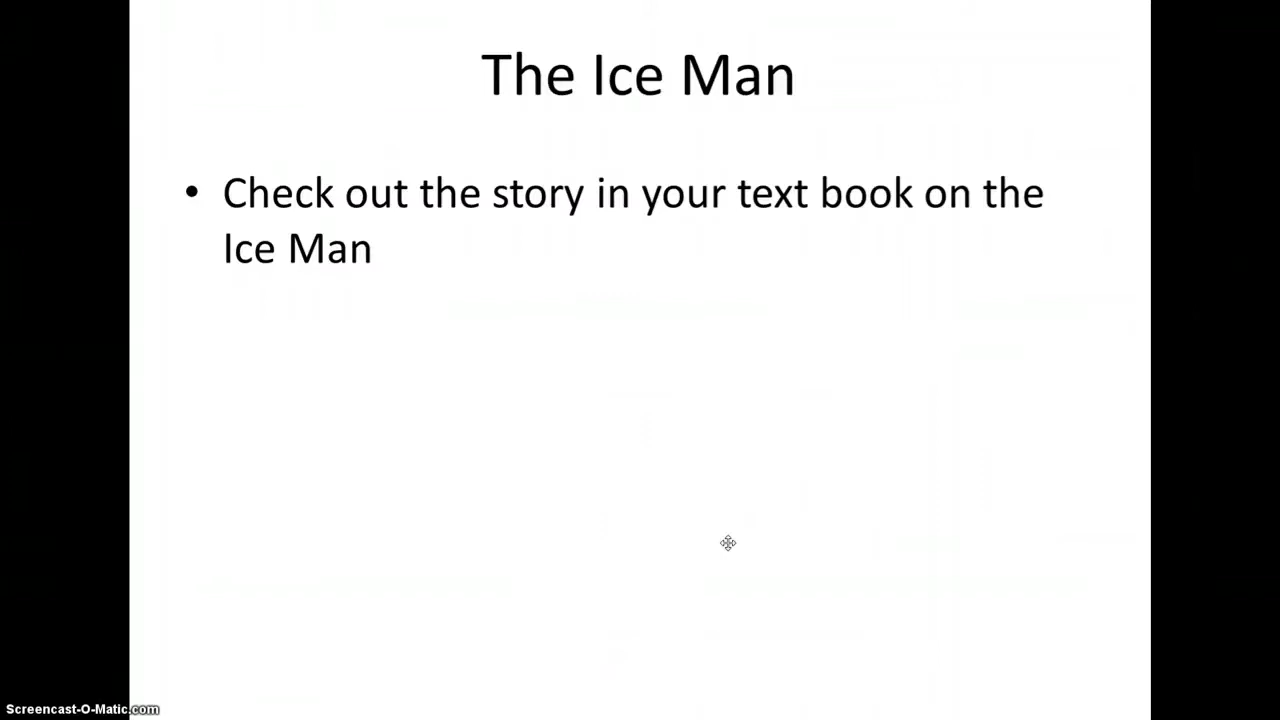 The Ice Man
• Check out the story in your text book on the
Ice Man
Screencast-O-Matic.com